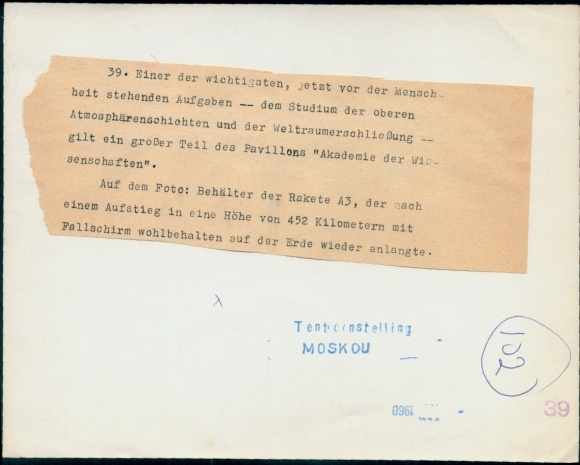 39. Einer der wichtigsten, jetzt vor der Mensch-
heit stehenden Aufgaben -- dem Studium der oberen
Atmosphärenschichten und der Weltraumerschließung --
gilt ein großer Teil des Pavillons "Akademie der Wis-
senschaften".
Auf dem Foto: Behälter der Rakete A3, der nach
einem Aufstieg in eine Höhe von 452 Kilometern mit
Fallschirm wohlbehalten auf der Erde wieder anlangte.
Tentoonstelling
MOSKOU
102
1960
39